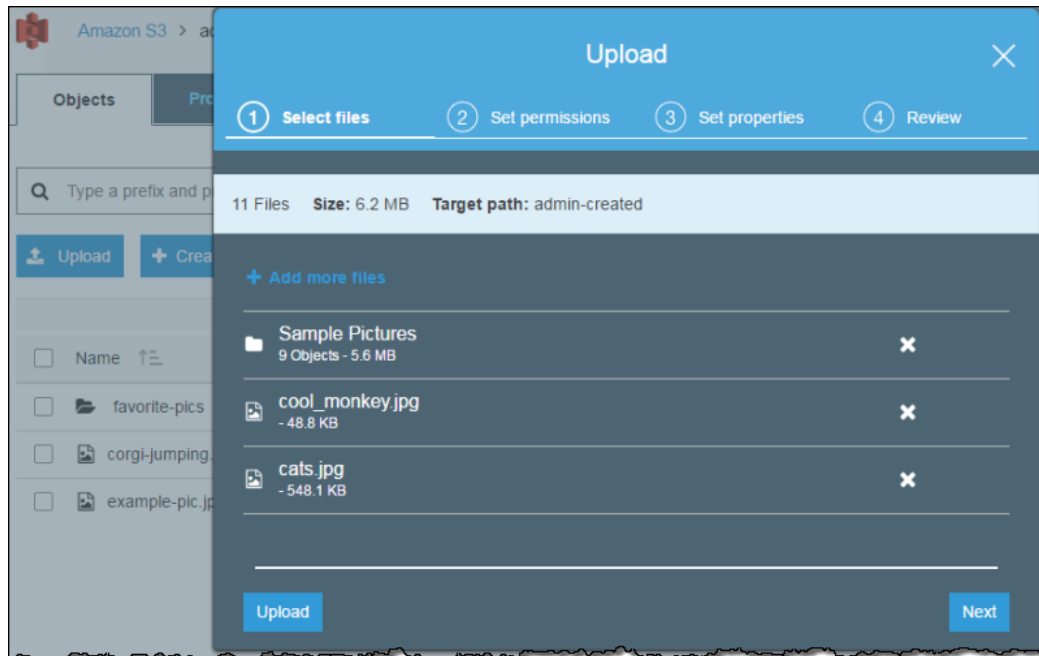 Amazon S3 >
Objects
Type a prefix and
Upload
Name
favorite-pics
corgi-jumping.
Upload
1 Select files
2 Set permissions
3 Set properties
4 Review
11 Files Size: 6.2 MB Target path: admin-created
Add more files
Sample Pictures
9 Objects - 5.6 MB
cool_monkey.jpg
- 48.8 KB
cats.jpg
- 548.1 KB
Upload
Next